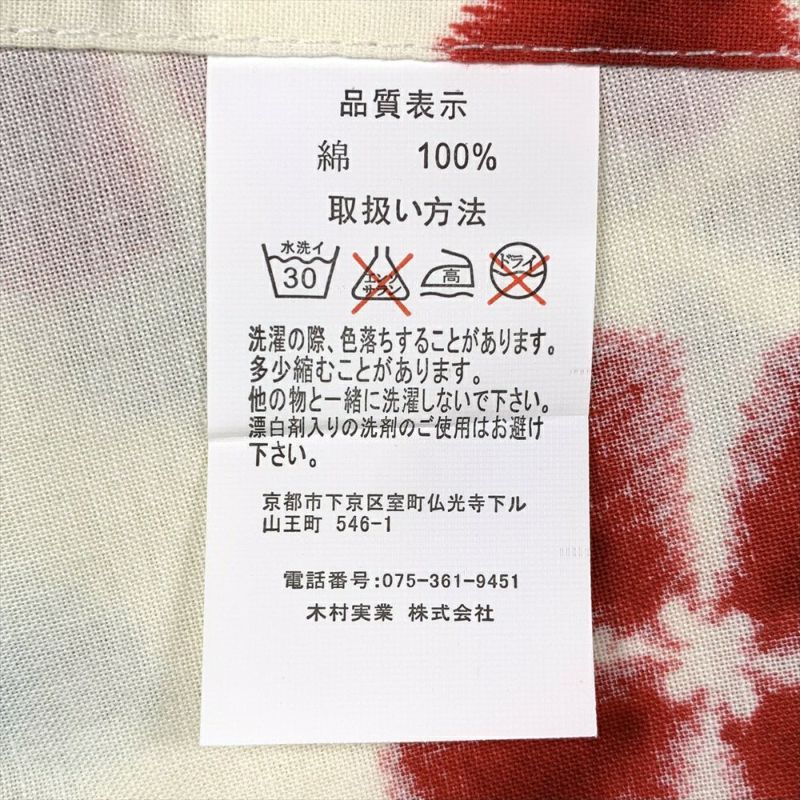 品質表示
綿 100%
取扱い方法
水洗イ
30
エンソ
サラシ
高
ドライ
洗濯の際、色落ちすることがあります。
多少縮むことがあります。
他の物と一緒に洗濯しないで下さい。
漂白剤入りの洗剤のご使用はお避け
下さい。
京都市下京区室町仏光寺下ル
山王町 546-1
電話番号:075-361-9451
木村実業 株式会社